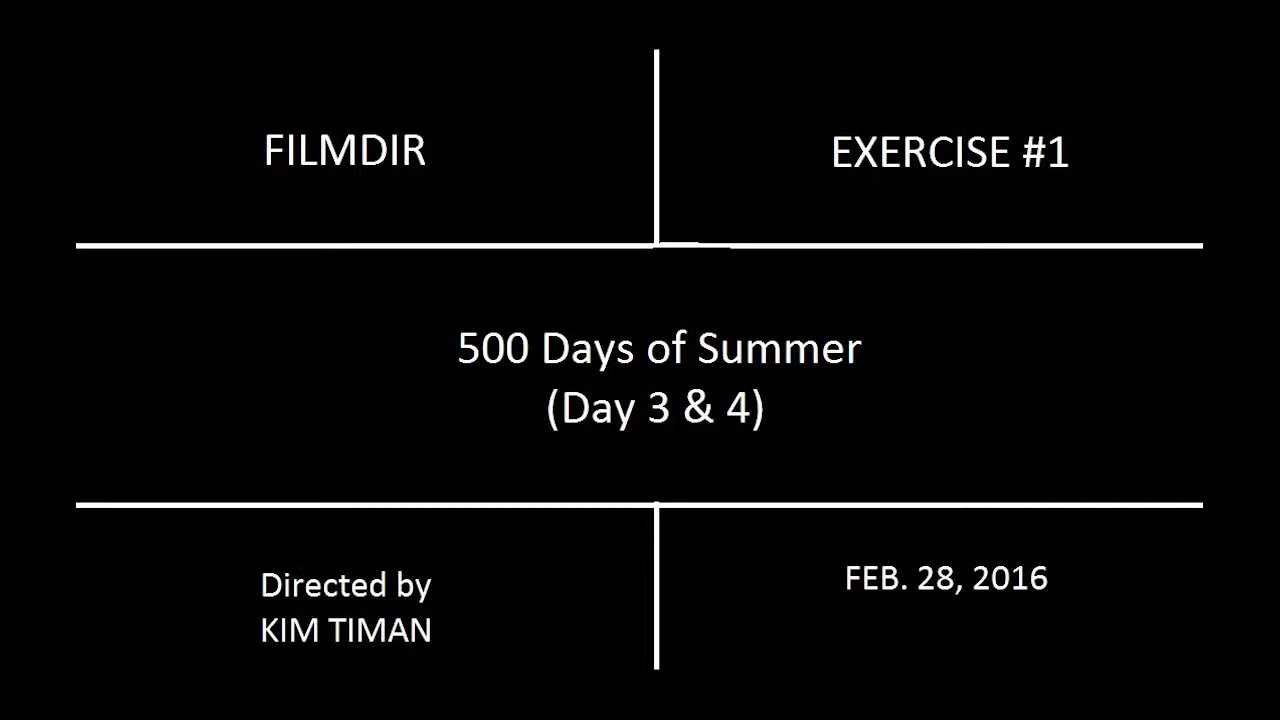 FILMDIR
EXERCISE #1
500 Days of Summer
(Day 3 & 4)
Directed by
KIM TIMAN
FEB. 28, 2016